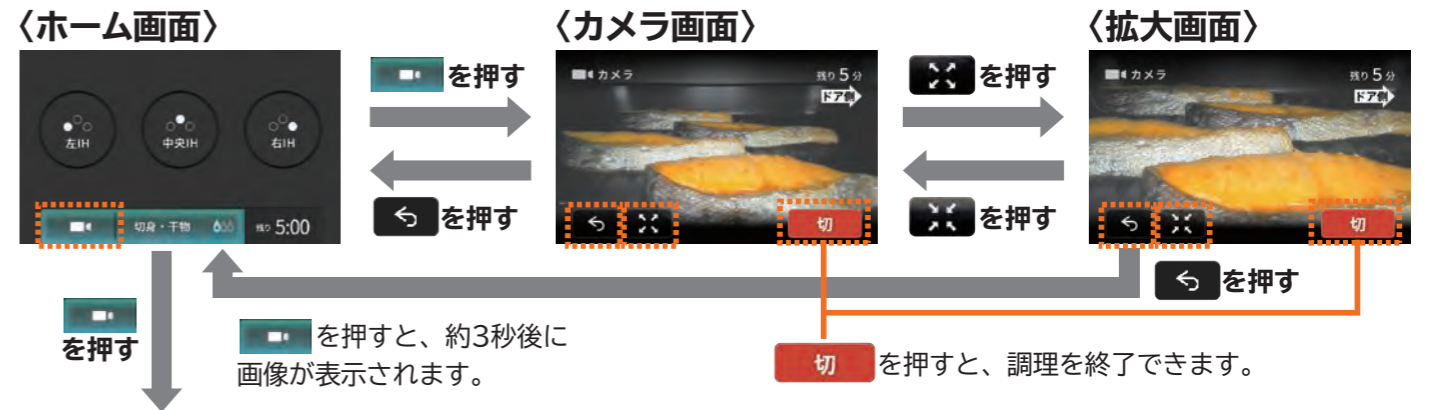 〈ホーム画面〉
〈カメラ画面〉
〈拡大画面〉
左IH
中央IH
右IH
切身・干物
残り 5:00
を押す
を押す
カメラ
残り 5 分
ドア側
切
を押す
を押す
カメラ
残り 5 分
ドア側
切
を押す
を押す
を押すと、約3秒後に
画像が表示されます。
切 を押すと、調理を終了できます。